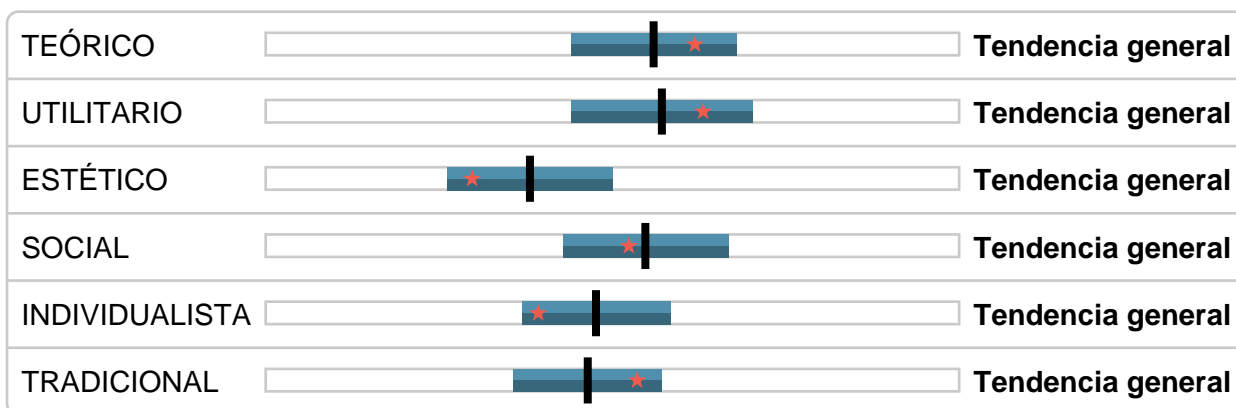 TEÓRICO Tendencia general
UTILITARIO Tendencia general
ESTÉTICO Tendencia general
SOCIAL Tendencia general
INDIVIDUALISTA Tendencia general
TRADICIONAL Tendencia general